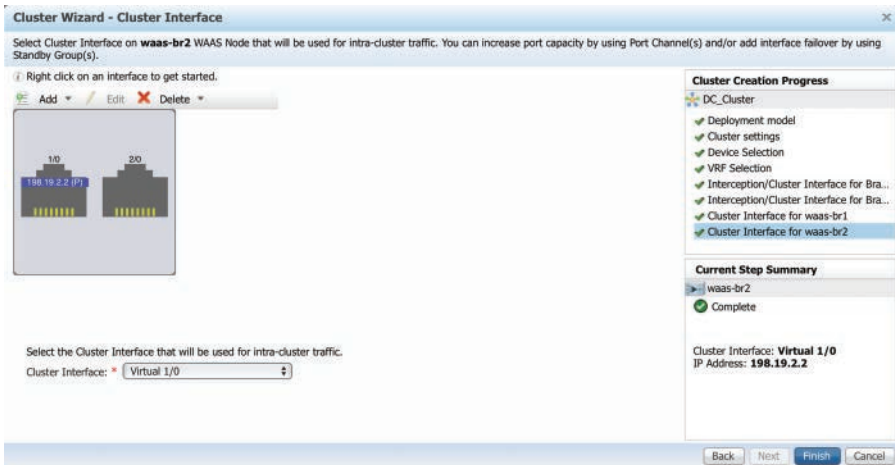 Cluster Wizard - Cluster Interface
Select Cluster Interface on waas-br2 WAAS Node that will be used for intra-cluster traffic. You can increase port capacity by using Port Channel(s) and/or add interface failover by using
Standby Group(s).
Right click on an interface to get started.
Add Edit Delete
1/0 2/0
198.19.2.2 (P)
Select the Cluster Interface that will be used for intra-cluster traffic.
Cluster Interface: * Virtual 1/0
Cluster Creation Progress
DC_Cluster
Deployment model
Cluster settings
Device Selection
VRF Selection
Interception/Cluster Interface for Bra...
Interception/Cluster Interface for Bra...
Cluster Interface for waas-br1
Cluster Interface for waas-br2
Current Step Summary
waas-br2
Complete
Cluster Interface: Virtual 1/0
IP Address: 198.19.2.2
Back Next Finish Cancel